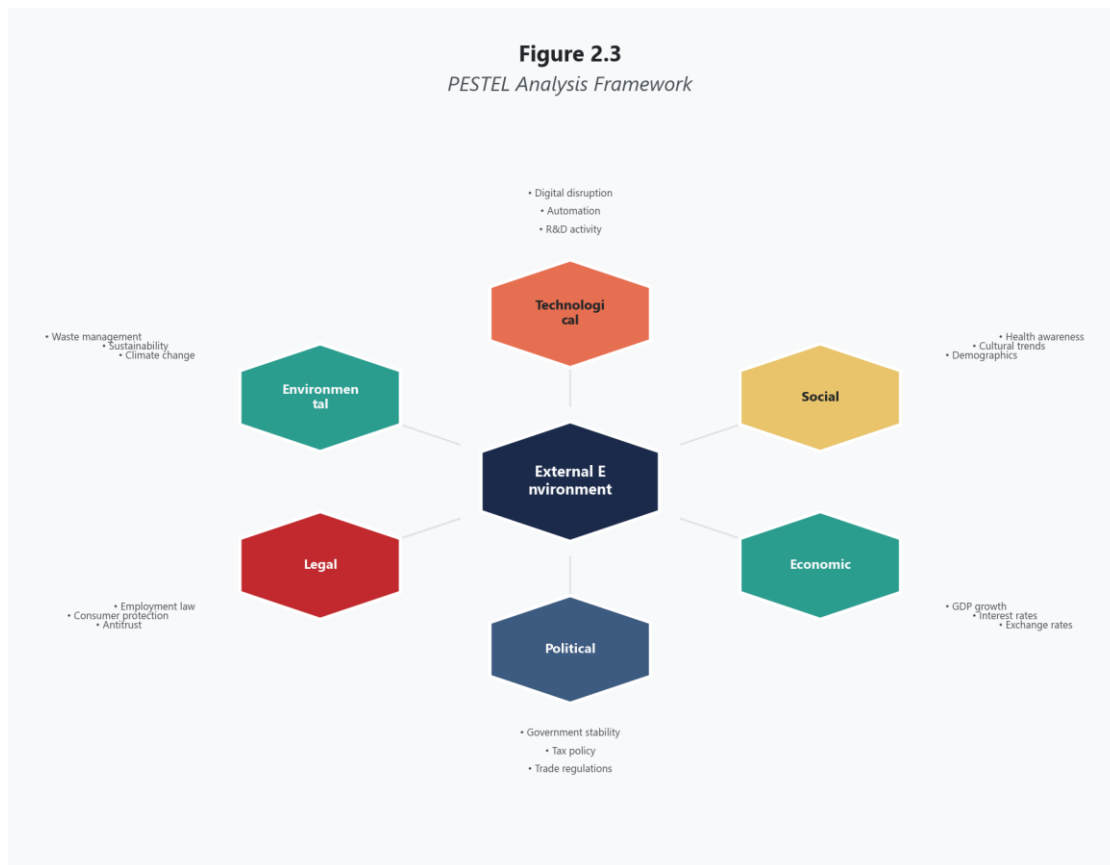 Figure 2.3
PESTEL Analysis Framework
• Digital disruption
• Automation
• R&D activity
Technologi
cal
• Waste management
• Sustainability
• Climate change
Environmen
tal
• Health awareness
• Cultural trends
• Demographics
Social
External E
nvironment
Legal
• Employment law
• Consumer protection
• Antitrust
Economic
• GDP growth
• Interest rates
• Exchange rates
Political
• Government stability
• Tax policy
• Trade regulations